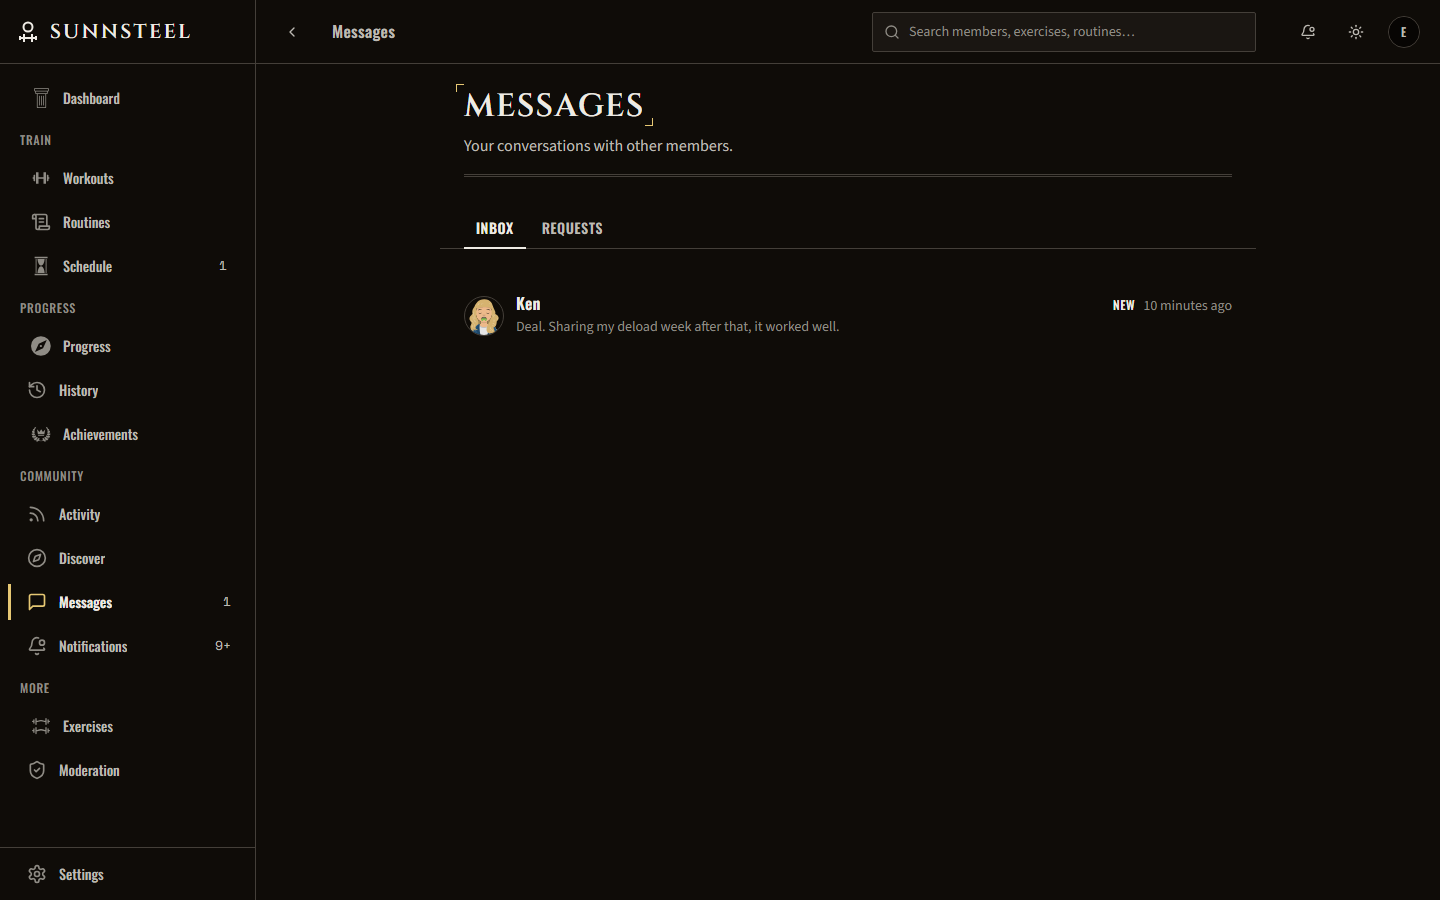 SUNNSTEEL
Messages
Search members, exercises, routines...
E
Dashboard
TRAIN
Workouts
Routines
Schedule 1
PROGRESS
Progress
History
Achievements
COMMUNITY
Activity
Discover
Messages 1
Notifications 9+
MORE
Exercises
Moderation
Settings
MESSAGES
Your conversations with other members.
INBOX REQUESTS
Ken NEW 10 minutes ago
Deal. Sharing my deload week after that, it worked well.